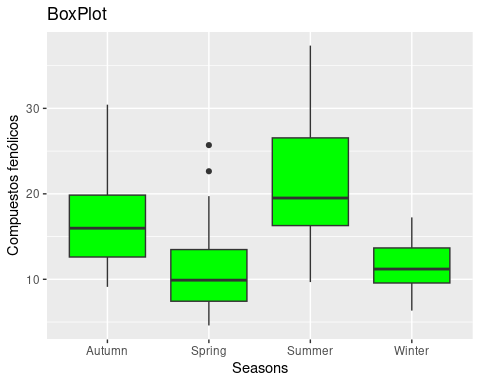 BoxPlot
Compuestos fenólicos
30
20
10
Autumn Spring Summer Winter
Seasons